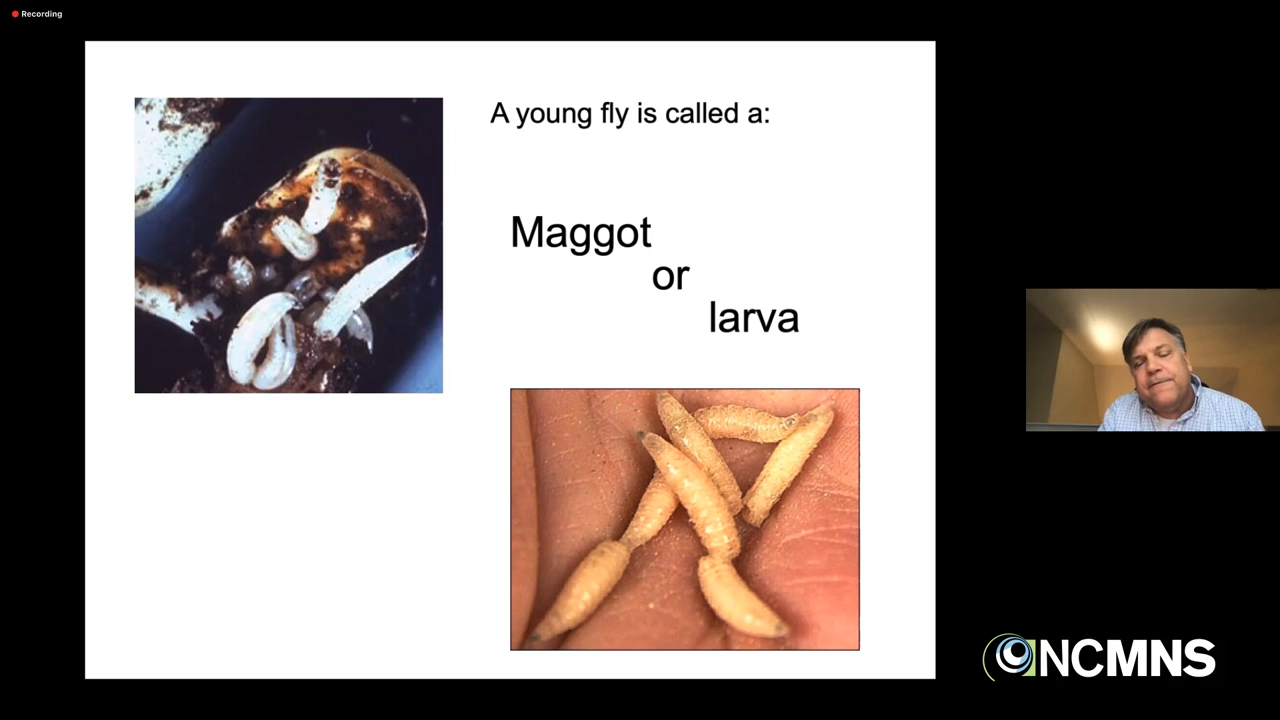 Recording
A young fly is called a:
Maggot
or
larva
NCMNS